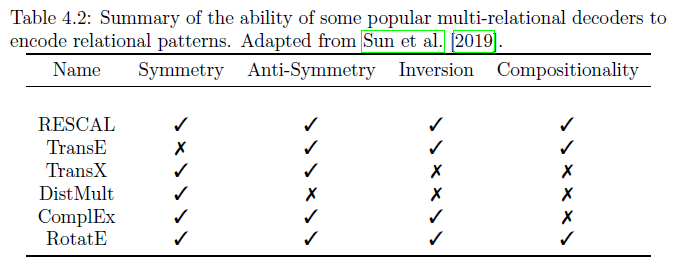 Table 4.2: Summary of the ability of some popular multi-relational decoders to
encode relational patterns. Adapted from Sun et al. [2019].
Name Symmetry Anti-Symmetry Inversion Compositionality
RESCAL ✓ ✓ ✓ ✓
TransE ✗ ✓ ✓ ✓
TransX ✓ ✓ ✗ ✗
DistMult ✓ ✗ ✗ ✗
ComplEx ✓ ✓ ✓ ✗
RotatE ✓ ✓ ✓ ✓